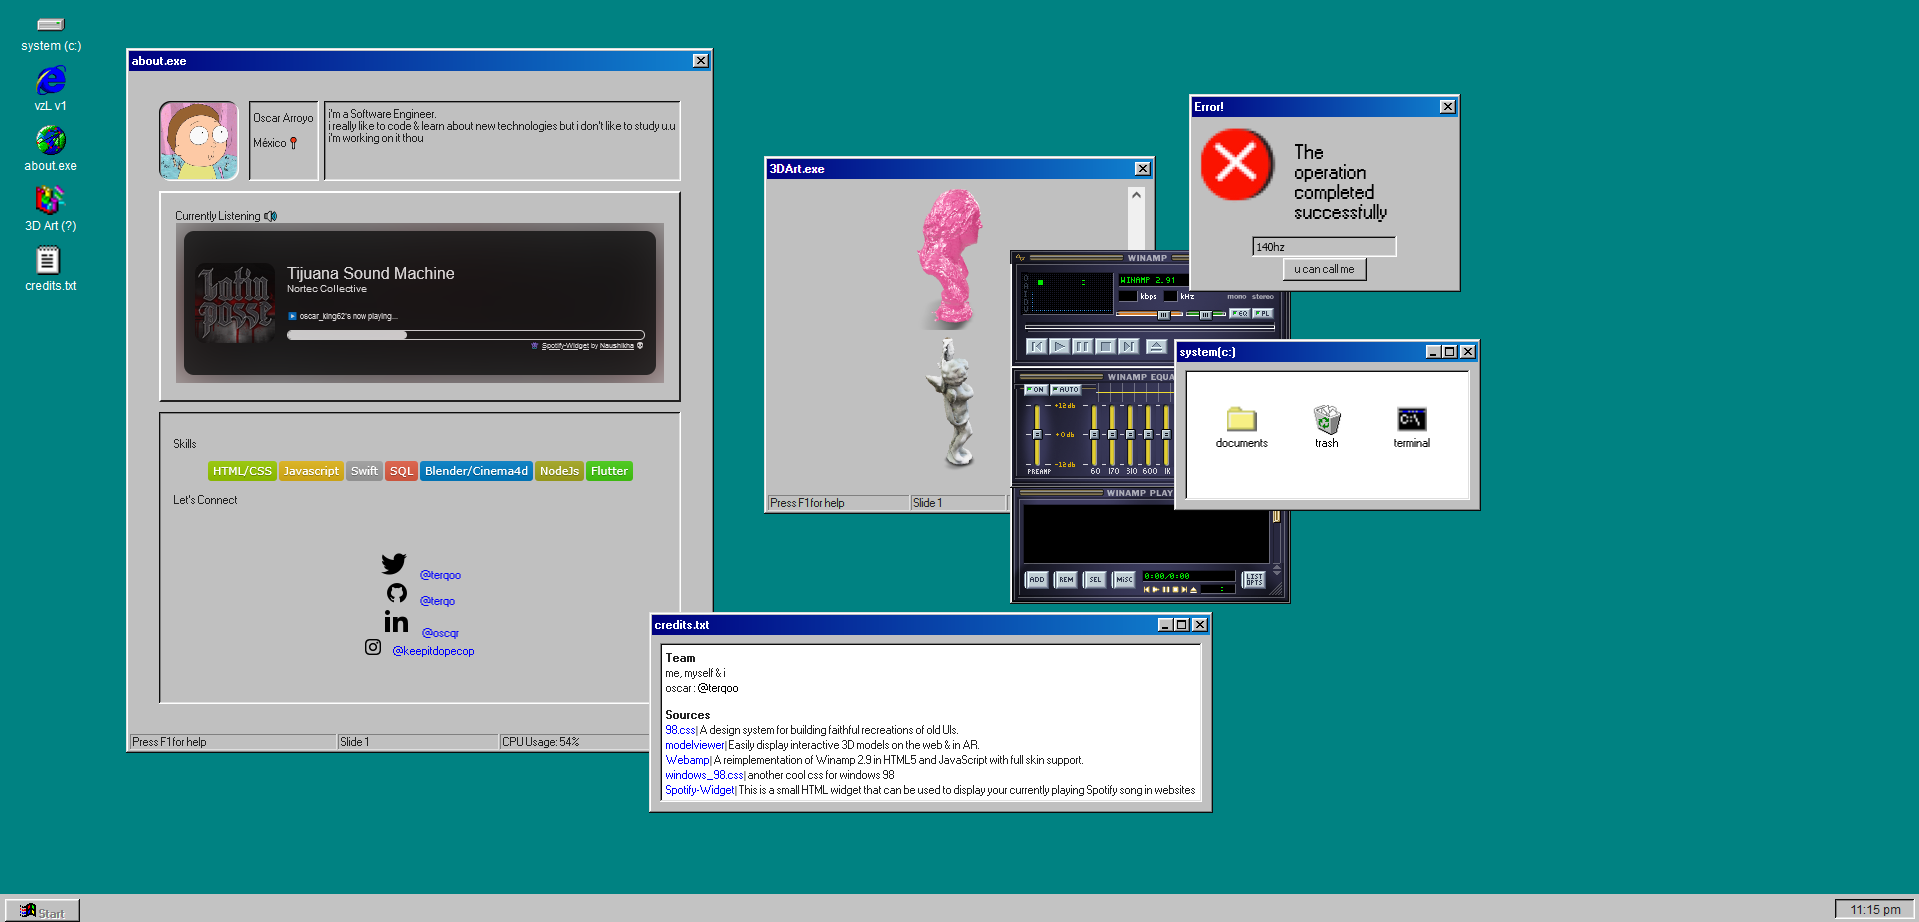 system (c:)
vzL v1
about.exe
3D Art (?)
credits.txt
about.exe
Oscar Arroyo
México
i'm a Software Engineer.
i really like to code & learn about new technologies but i don't like to study u.u
i'm working on it thou
Currently Listening
Latin
posse
Tijuana Sound Machine
Nortec Collective
oscar_king62's now playing...
Spotify-Widget by Naushikha
Skills
HTML/CSS Javascript Swift SQL Blender/Cinema4d NodeJs Flutter
Let's Connect
@terqoo
@terqo
@oscqr
@keepitdopecop
Press F1 for help
Slide 1
CPU Usage: 54%
3DArt.exe
Press F1 for help
Slide 1
WINAMP
OAIDU
WINAMP 2.91
kbps kHz mono stereo
EQ PL
WINAMP EQUA
ON AUTO
+12db
+0db
-12db
PREAMP 60 170 310 600 1K
WINAMP PLAY
ADD REM SEL MISC 0:00/0:00 LIST
OPTS
Error!
The
operation
completed
successfully
140hz
u can call me
system(c:)
C:\
documents trash terminal
credits.txt
Team
me, myself & i
oscar : @terqoo
Sources
98.css| A design system for building faithful recreations of old UIs.
modelviewer| Easily display interactive 3D models on the web & in AR.
Webamp| A reimplementation of Winamp 2.9 in HTML5 and JavaScript with full skin support.
windows_98.css| another cool css for windows 98
Spotify-Widget| This is a small HTML widget that can be used to display your currently playing Spotify song in websites
Start
11:15 pm